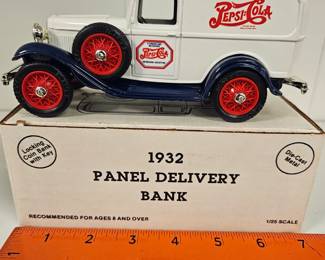 PEPSI-COLA
PEPSI-COLA
Locking
Coin Bank
with Key
1932
PANEL DELIVERY
BANK
Die-Cast
Metal
RECOMMENDED FOR AGES 8 AND OVER
1/25 SCALE
1 2 3 4 5 6 7